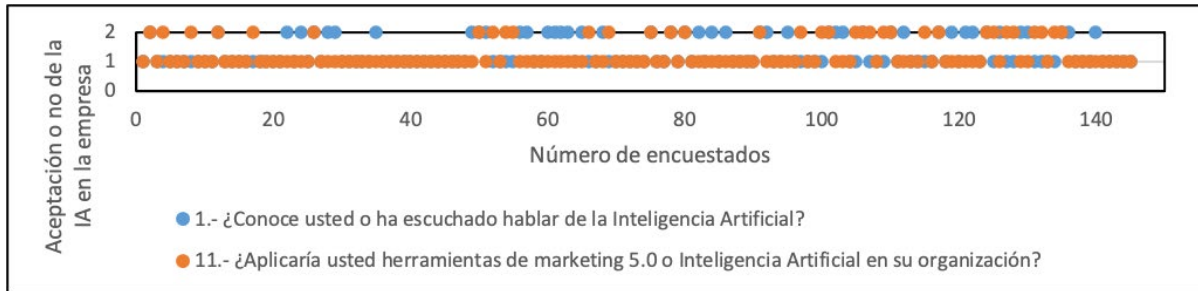 Aceptación o no de la
IA en la empresa
2
1
0
0 20 40 60 80 100 120 140
Número de encuestados
1.- ¿Conoce usted o ha escuchado hablar de la Inteligencia Artificial?
11.- ¿Aplicaría usted herramientas de marketing 5.0 o Inteligencia Artificial en su organización?